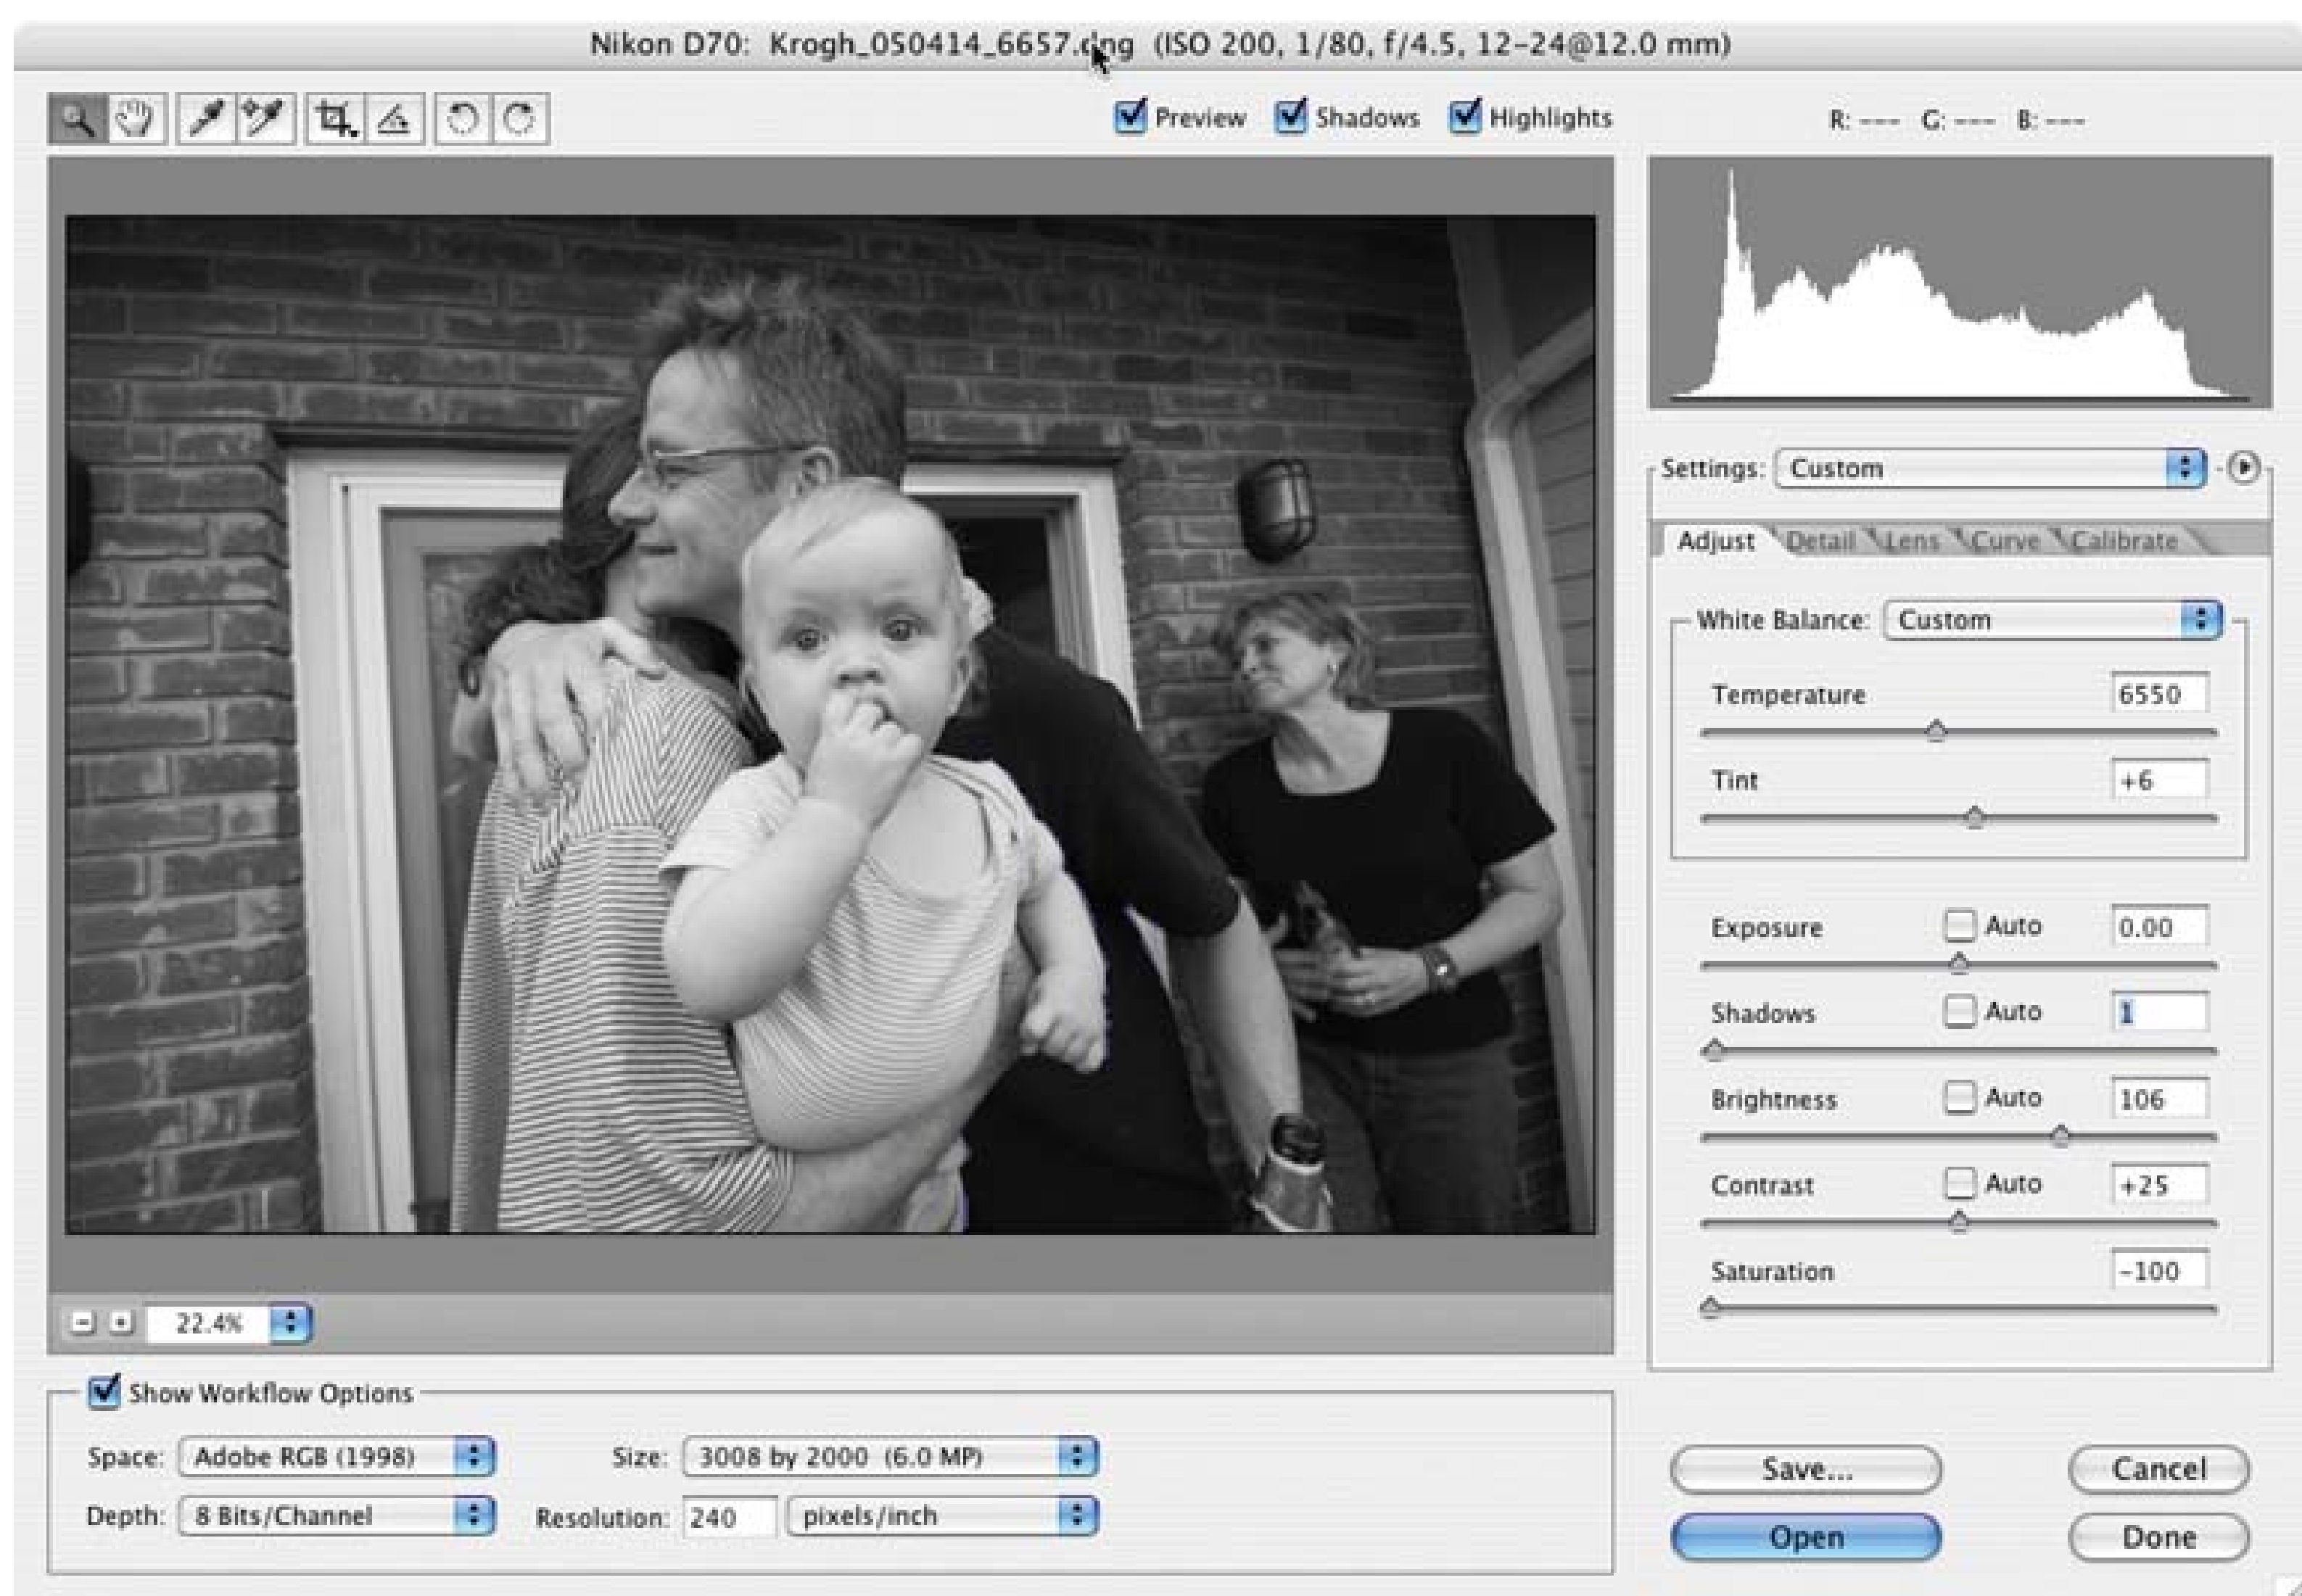 Nikon D70: Krogh_050414_6657.dng (ISO 200, 1/80, f/4.5, 12-24@12.0 mm)
Preview Shadows Highlights R: --- G: --- B: ---
Settings: Custom
Adjust Detail Lens Curve Calibrate
White Balance: Custom
Temperature 6550
Tint +6
Exposure Auto 0.00
Shadows Auto 1
Brightness Auto 106
Contrast Auto +25
Saturation -100
22.4%
Show Workflow Options
Space: Adobe RGB (1998) Size: 3008 by 2000 (6.0 MP)
Depth: 8 Bits/Channel Resolution: 240 pixels/inch
Save... Cancel
Open Done